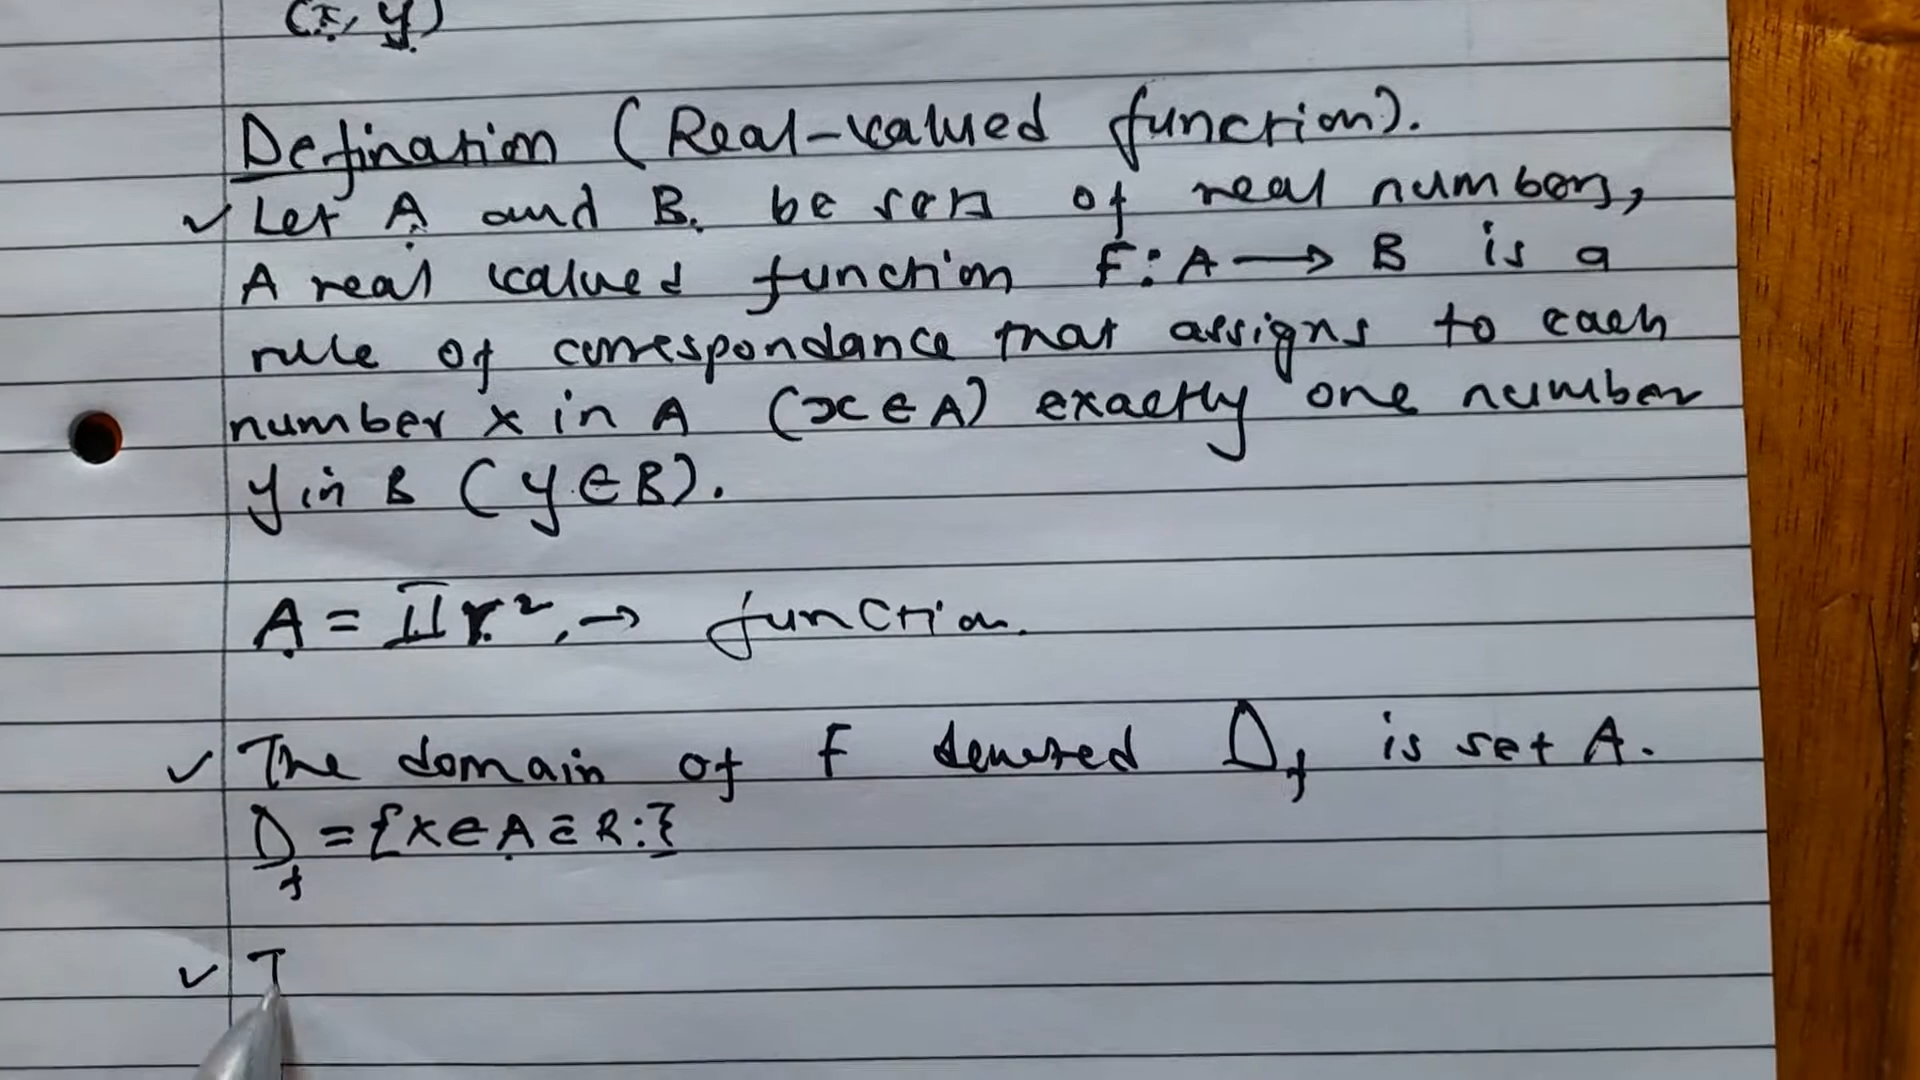 (x, y)
Defination (Real-valued function).
✓ Let A and B. be sets of real numbers,
A real valued function F: A → B is a
rule of correspondance that assigns to each
number x in A (x ∈ A) exactly one number
y in B (y ∈ B).
A = πr², → function.
✓ The domain of F denoted D_f is set A.
D_f = {x ∈ A ⊆ R:}
✓ T